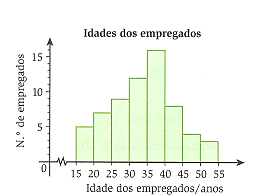 Idades dos empregados
N.º de empregados
15
10
5
0
15 20 25 30 35 40 45 50 55
Idade dos empregados/anos